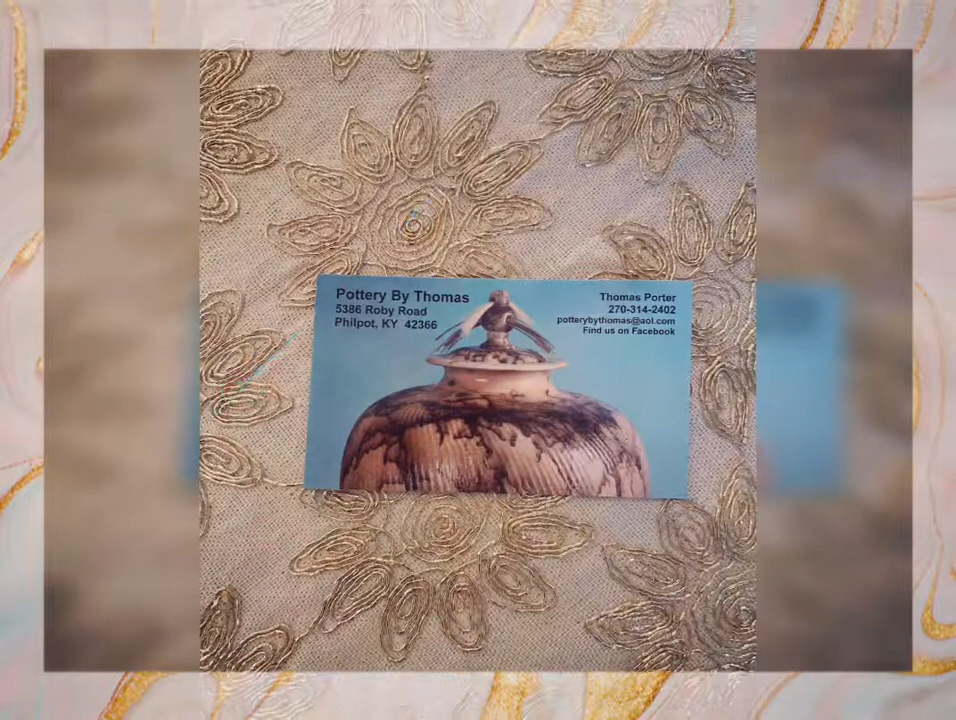 Pottery By Thomas
5386 Roby Road
Philpot, KY 42366
Thomas Porter
270-314-2402
potterybythomas@aol.com
Find us on Facebook